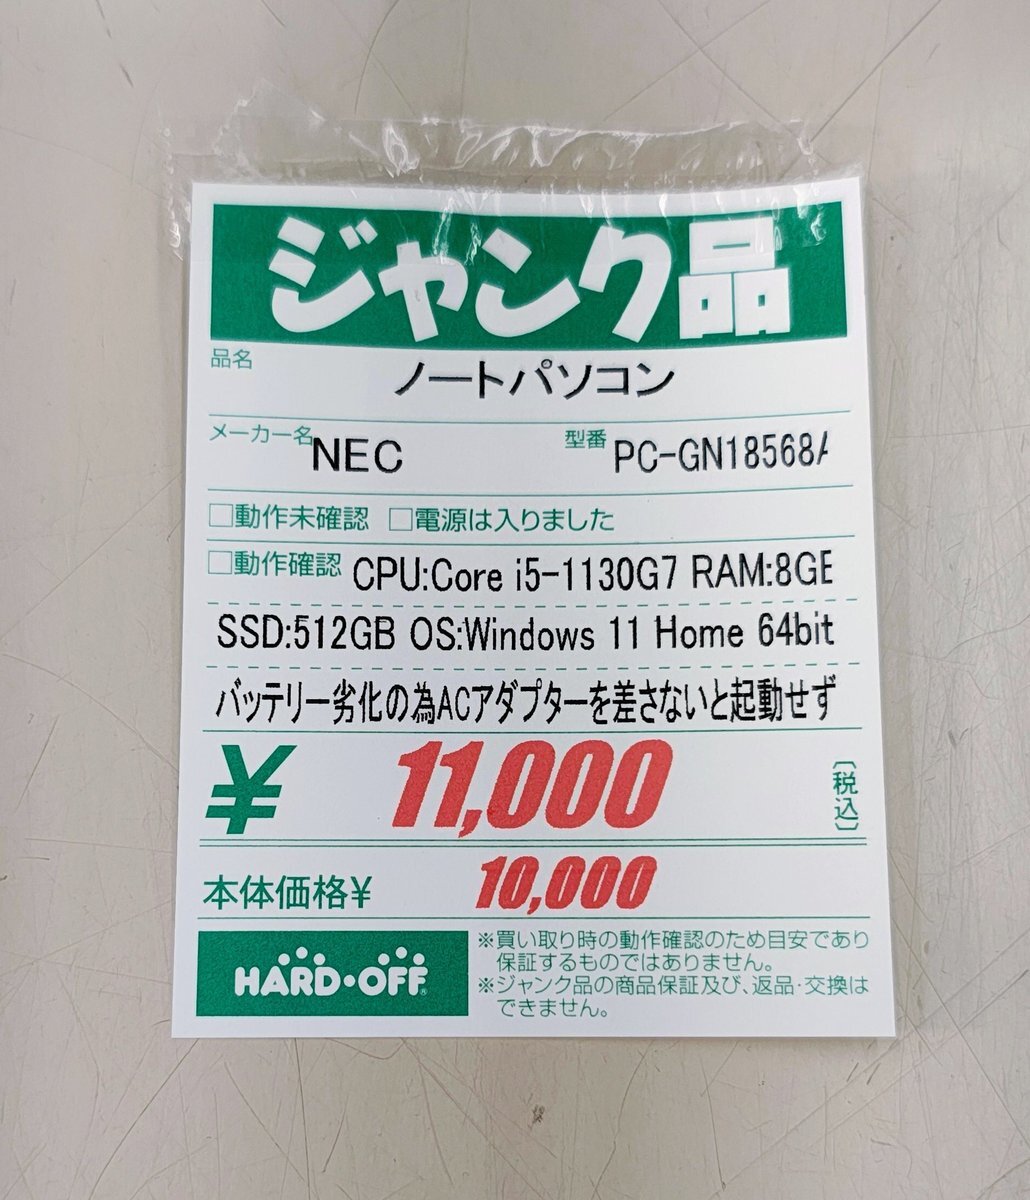 ジャンク品
品名 ノートパソコン
メーカー名 NEC 型番 PC-GN18568A
□動作未確認 □電源は入りました
□動作確認 CPU:Core i5-1130G7 RAM:8GB
SSD:512GB OS:Windows 11 Home 64bit
バッテリー劣化の為ACアダプターを差さないと起動せず
¥ 11,000 〔税込〕
本体価格¥ 10,000
HARD・OFF®
※買い取り時の動作確認のため目安であり
保証するものではありません。
※ジャンク品の商品保証及び、返品・交換は
できません。